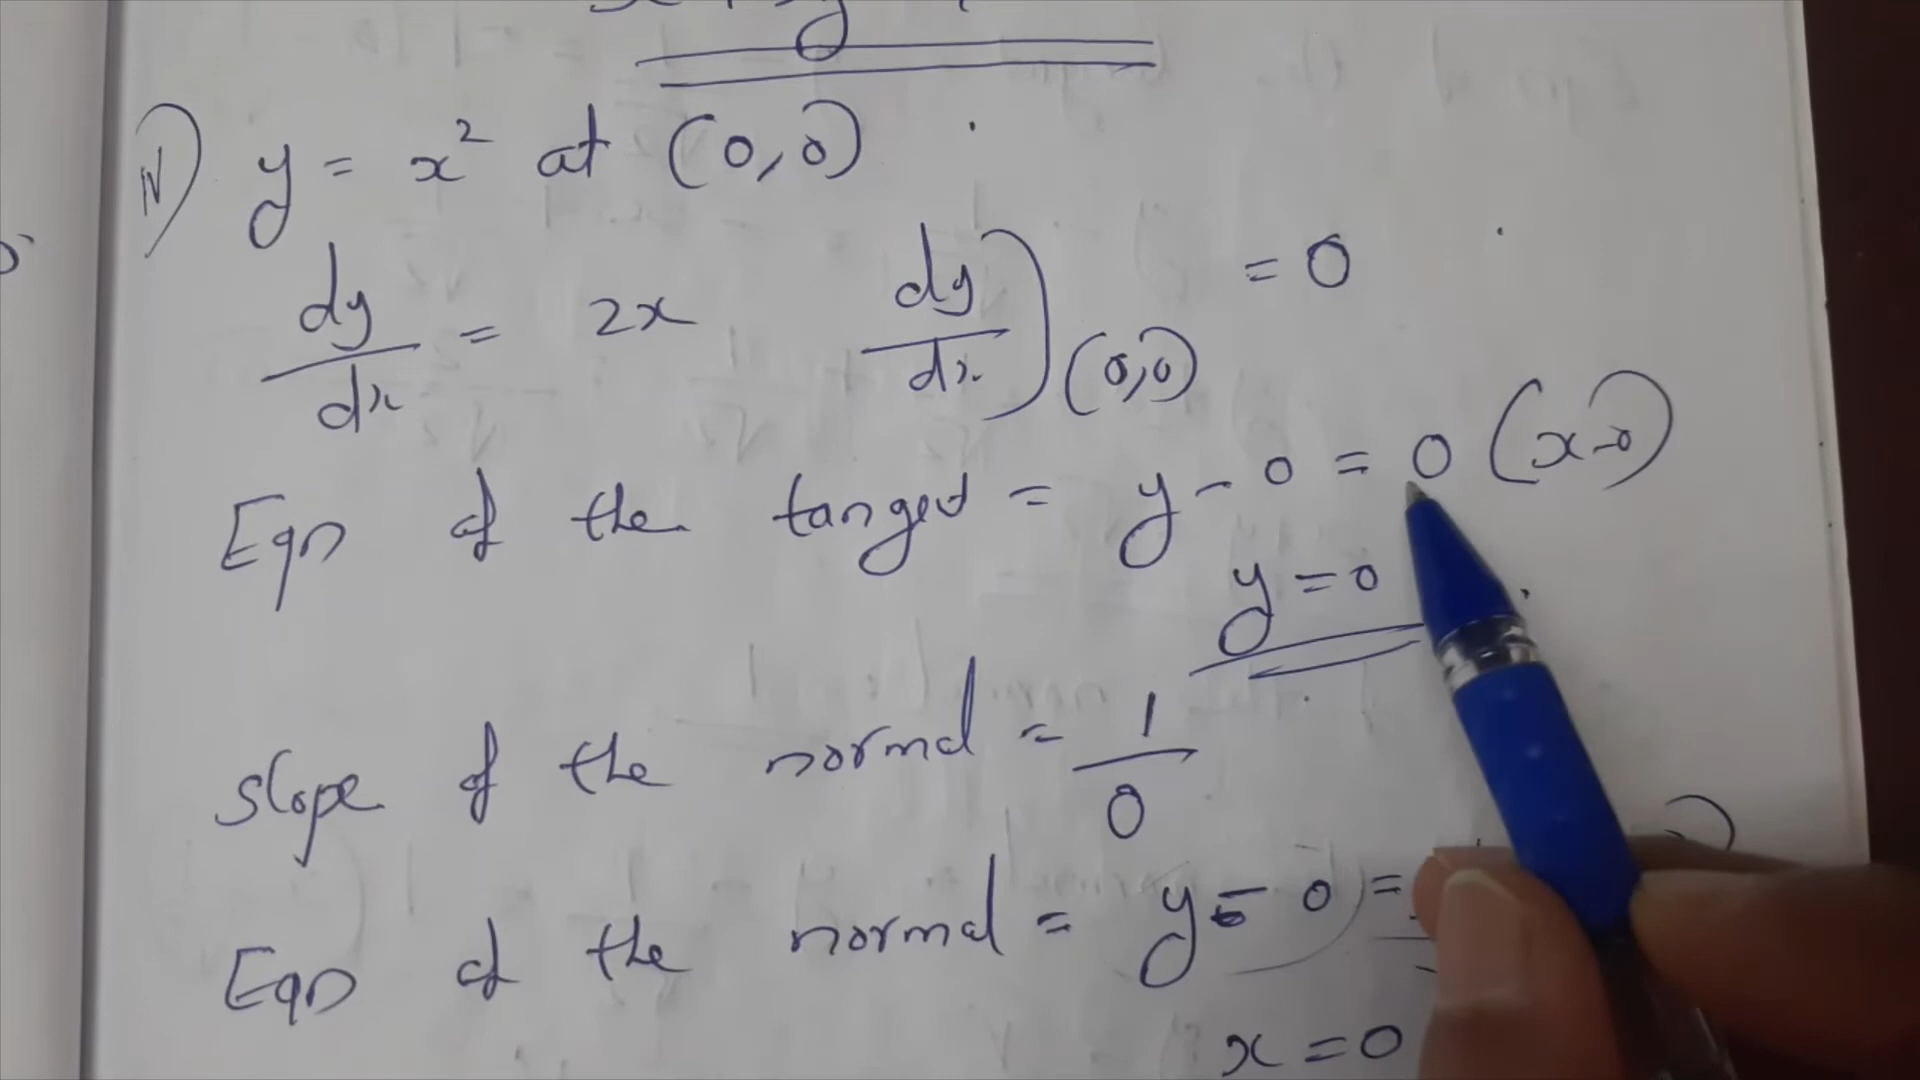 IV) y = x² at (0,0)
dy/dx = 2x dy/dx)(0,0) = 0
Eqn of the tanget = y - 0 = 0 (x-0)
y = 0
slope of the normal = 1/0
Eqn of the normal = y - 0 =
x = 0